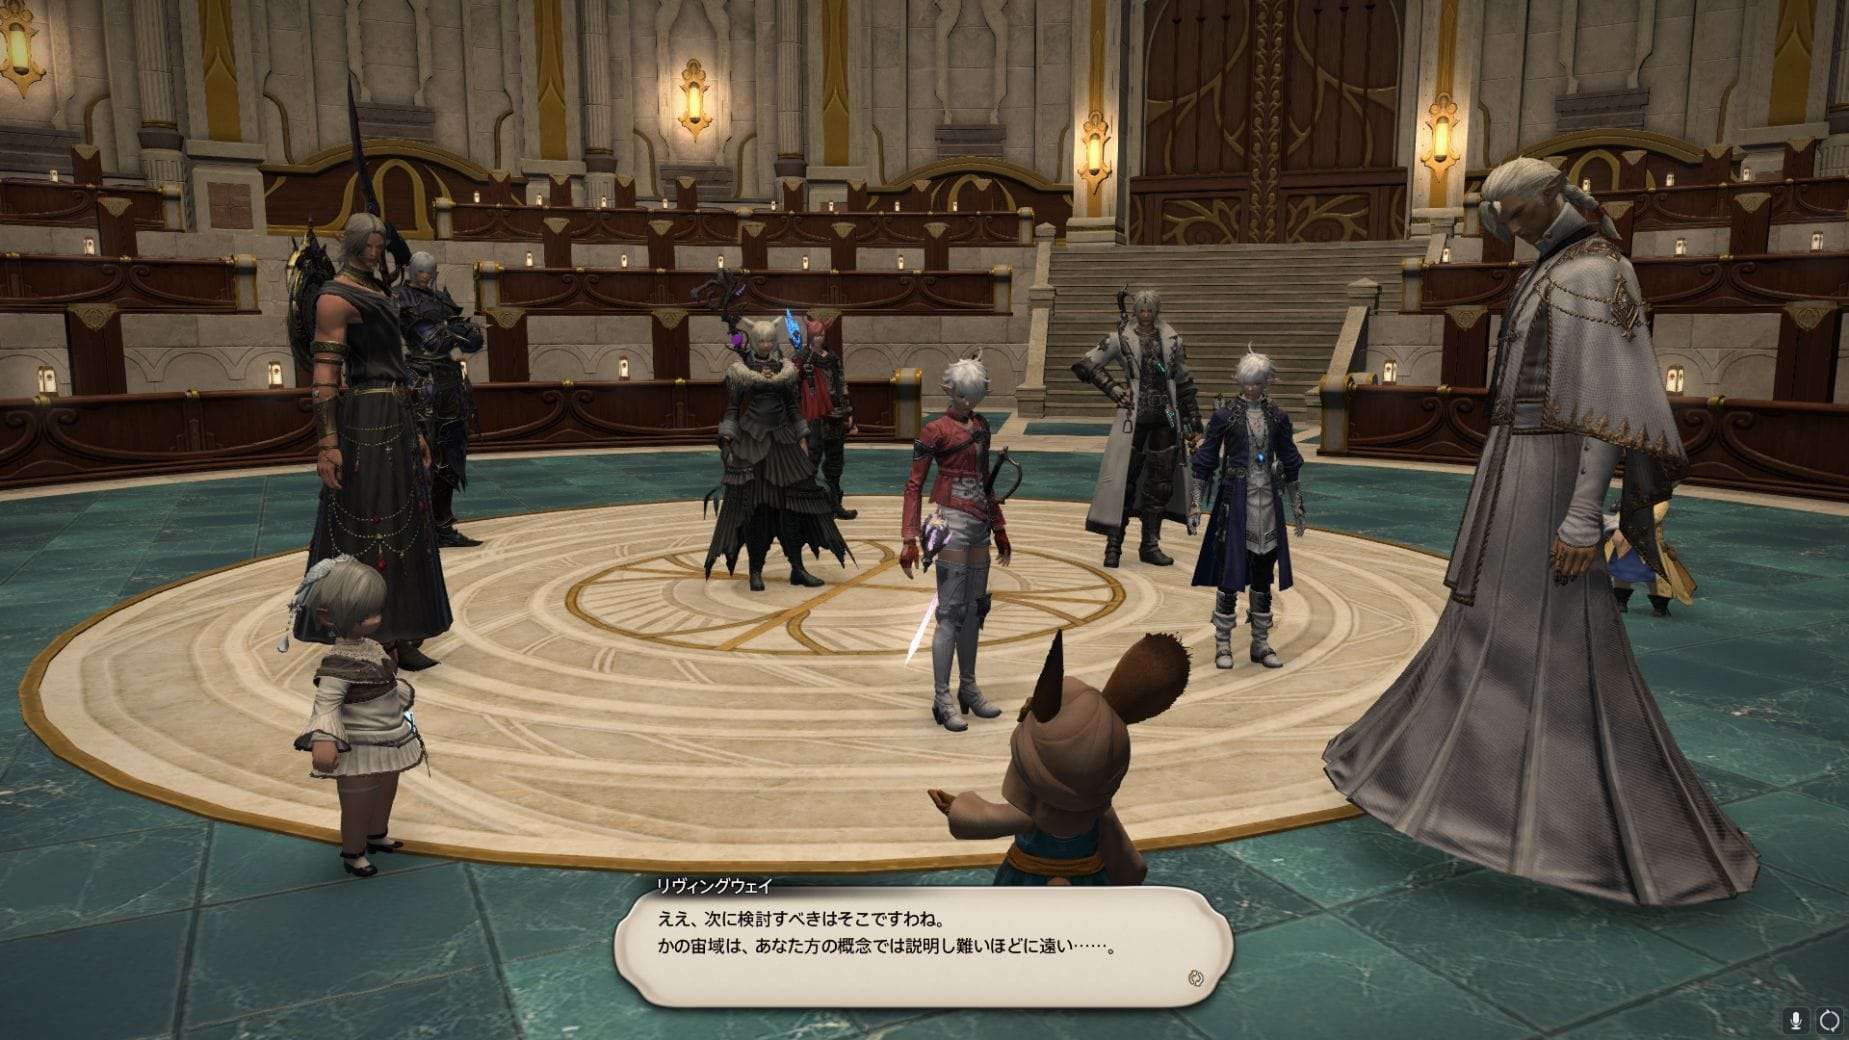 リヴィングウェイ
ええ、次に検討すべきはそこですわね。
かの宙域は、あなた方の概念では説明し難いほどに遠い……。